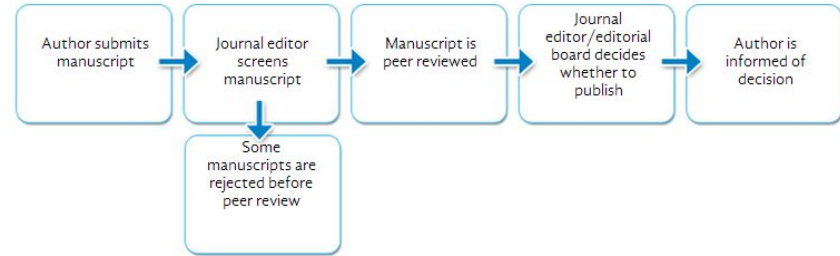 Author submits
manuscript
Journal editor
screens
manuscript
Manuscript is
peer reviewed
Journal
editor/editorial
board decides
whether to
publish
Author is
informed of
decision
Some
manuscripts are
rejected before
peer review